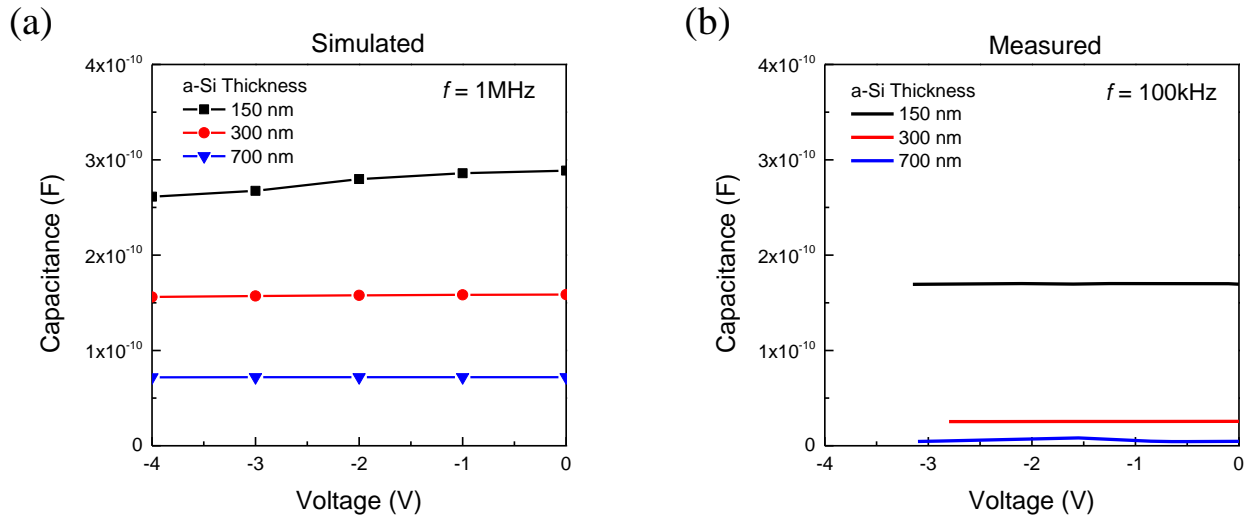 (a)
Simulated
4x10⁻¹⁰
a-Si Thickness
f = 1MHz
150 nm
300 nm
700 nm
3x10⁻¹⁰
2x10⁻¹⁰
1x10⁻¹⁰
0
Capacitance (F)
-4 -3 -2 -1 0
Voltage (V)
(b)
Measured
4x10⁻¹⁰
a-Si Thickness
f = 100kHz
150 nm
300 nm
700 nm
3x10⁻¹⁰
2x10⁻¹⁰
1x10⁻¹⁰
0
Capacitance (F)
-4 -3 -2 -1 0
Voltage (V)